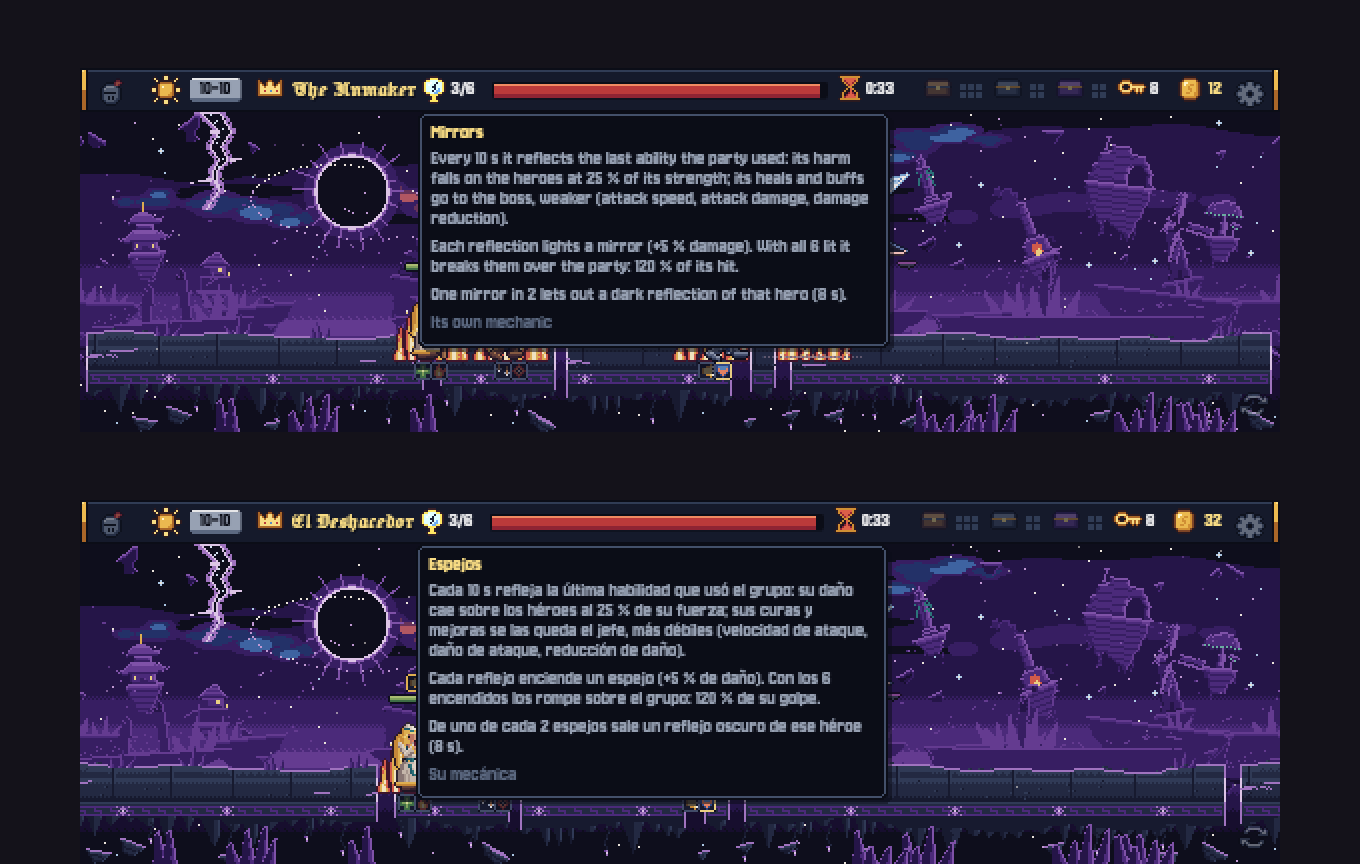 10-10 The Unmaker 3/6 0:33 8 12
Mirrors
Every 10 s it reflects the last ability the party used: its harm
falls on the heroes at 25 % of its strength; its heals and buffs
go to the boss, weaker (attack speed, attack damage, damage
reduction).
Each reflection lights a mirror (+5 % damage). With all 6 lit it
breaks them over the party: 120 % of its hit.
One mirror in 2 lets out a dark reflection of that hero (8 s).
Its own mechanic
10-10 El Deshacedor 3/6 0:33 8 32
Espejos
Cada 10 s refleja la última habilidad que usó el grupo: su daño
cae sobre los héroes al 25 % de su fuerza; sus curas y
mejoras se las queda el jefe, más débiles (velocidad de ataque,
daño de ataque, reducción de daño).
Cada reflejo enciende un espejo (+5 % de daño). Con los 6
encendidos los rompe sobre el grupo: 120 % de su golpe.
De uno de cada 2 espejos sale un reflejo oscuro de ese héroe
(8 s).
Su mecánica